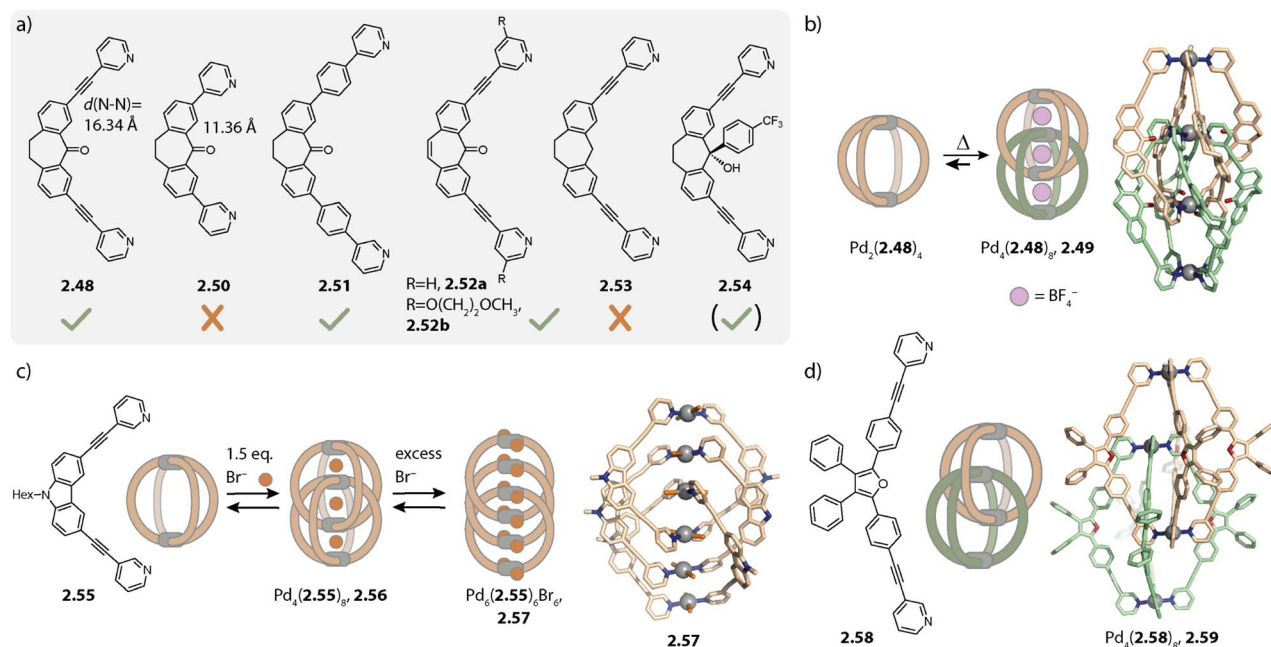 a)
R
N
N
N
N
N
N
d(N-N)=
16.34 Å
11.36 Å
CF₃
O
O
O
O
OH
N
N
N
N
N
N
R
2.48
2.50
2.51
R=H, 2.52a
R=O(CH₂)₂OCH₃,
2.52b
2.53
2.54
( )
b)
Δ
Pd₂(2.48)₄
Pd₄(2.48)₈, 2.49
= BF₄⁻
c)
N
Hex-N
N
2.55
1.5 eq.
Br⁻
Pd₄(2.55)₈, 2.56
excess
Br⁻
Pd₆(2.55)₆Br₆,
2.57
2.57
d)
N
O
N
2.58
Pd₄(2.58)₈, 2.59